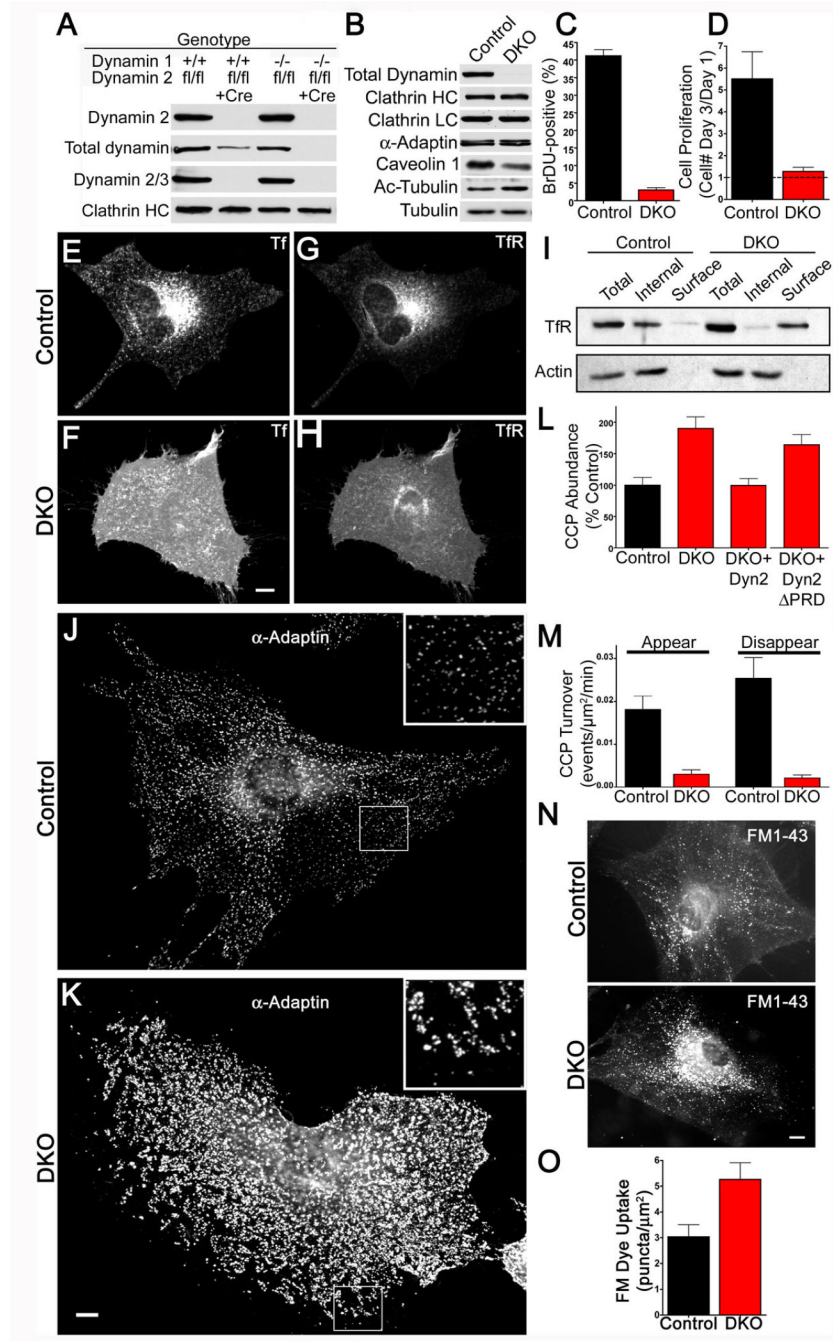 A
Genotype
Dynamin 1 +/+ +/+ -/- -/-
Dynamin 2 fl/fl fl/fl fl/fl fl/fl
+Cre +Cre
Dynamin 2
Total dynamin
Dynamin 2/3
Clathrin HC
B
Control
DKO
Total Dynamin
Clathrin HC
Clathrin LC
α-Adaptin
Caveolin 1
Ac-Tubulin
Tubulin
C
BrDU-positive (%)
45
40
35
30
25
20
15
10
5
0
Control DKO
D
Cell Proliferation
(Cell# Day 3/Day 1)
7
6
5
4
3
2
1
0
Control DKO
E
Tf
G
TfR
Control
F
Tf
H
TfR
DKO
I
Control DKO
Total Internal Surface Total Internal Surface
TfR
Actin
L
CCP Abundance
(% Control)
200
150
100
50
0
Control
DKO
DKO+
Dyn2
DKO+
Dyn2
ΔPRD
J
α-Adaptin
Control
M
Appear Disappear
CCP Turnover
(events/μm²/min)
0.03
0.02
0.01
0.00
Control DKO Control DKO
K
α-Adaptin
DKO
N
FM1-43
Control
FM1-43
DKO
O
FM Dye Uptake
(puncta/μm²)
6
5
4
3
2
1
0
Control DKO